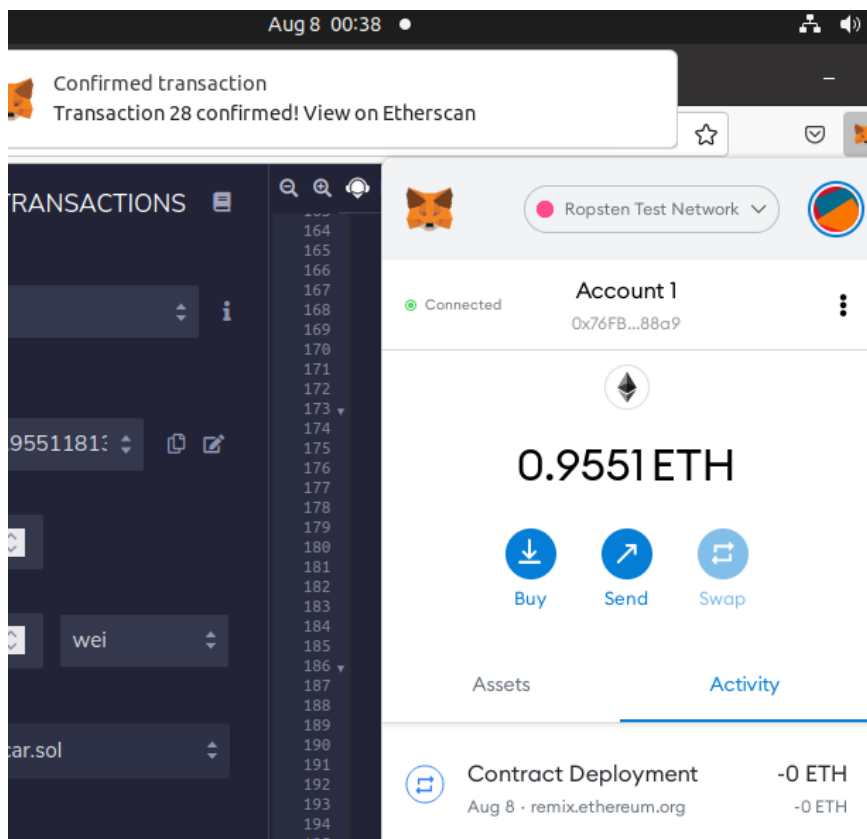 Aug 8 00:38
Confirmed transaction
Transaction 28 confirmed! View on Etherscan
TRANSACTIONS
164
165
166
167
168
169
170
171
172
173
174
175
176
177
178
179
180
181
182
183
184
185
186
187
188
189
190
191
192
193
194
i
95511813
wei
car.sol
Ropsten Test Network
Connected
Account 1
0x76FB...88a9
0.9551 ETH
Buy
Send
Swap
Assets
Activity
Contract Deployment
-0 ETH
Aug 8 · remix.ethereum.org
-0 ETH